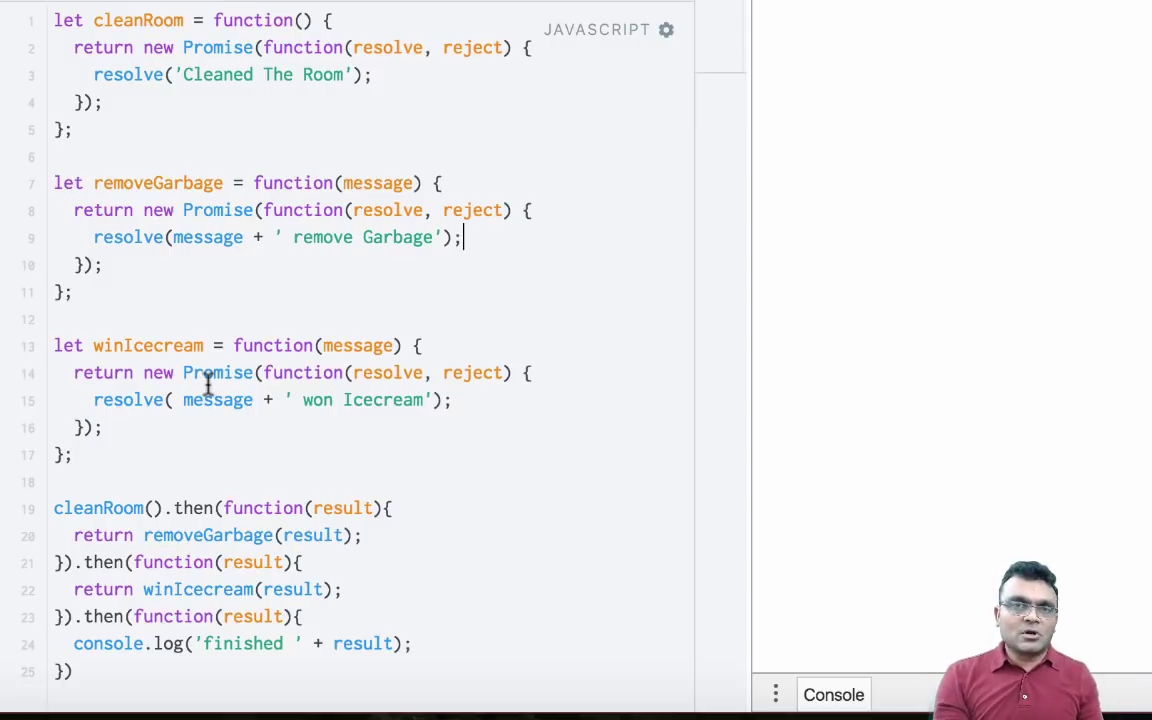 JAVASCRIPT
1 let cleanRoom = function() {
2 return new Promise(function(resolve, reject) {
3 resolve('Cleaned The Room');
4 });
5 };
6
7 let removeGarbage = function(message) {
8 return new Promise(function(resolve, reject) {
9 resolve(message + ' remove Garbage');
10 });
11 };
12
13 let winIcecream = function(message) {
14 return new Promise(function(resolve, reject) {
15 resolve( message + ' won Icecream');
16 });
17 };
18
19 cleanRoom().then(function(result){
20 return removeGarbage(result);
21 }).then(function(result){
22 return winIcecream(result);
23 }).then(function(result){
24 console.log('finished ' + result);
25 })
Console